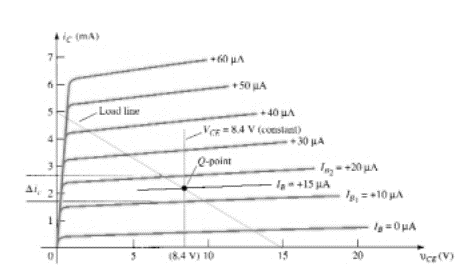 i_C (mA)
7
+60 μA
6
+50 μA
5
Load line
+40 μA
4
V_CE = 8.4 V (constant)
+30 μA
3
Q-point
I_B2 = +20 μA
Δi_c
2
I_B = +15 μA
I_B1 = +10 μA
1
I_B = 0 μA
0
5
(8.4 V) 10
15
20
v_CE (V)